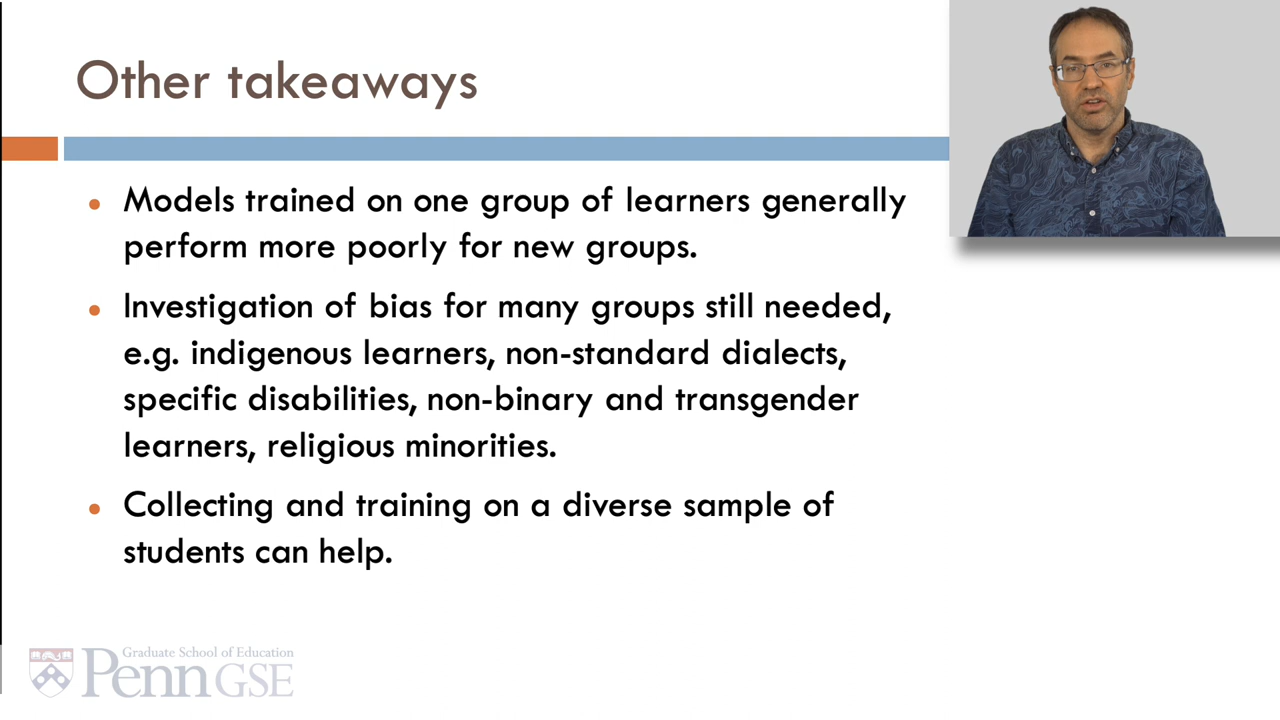 Other takeaways
• Models trained on one group of learners generally
perform more poorly for new groups.
• Investigation of bias for many groups still needed,
e.g. indigenous learners, non-standard dialects,
specific disabilities, non-binary and transgender
learners, religious minorities.
• Collecting and training on a diverse sample of
students can help.
Graduate School of Education
Penn GSE